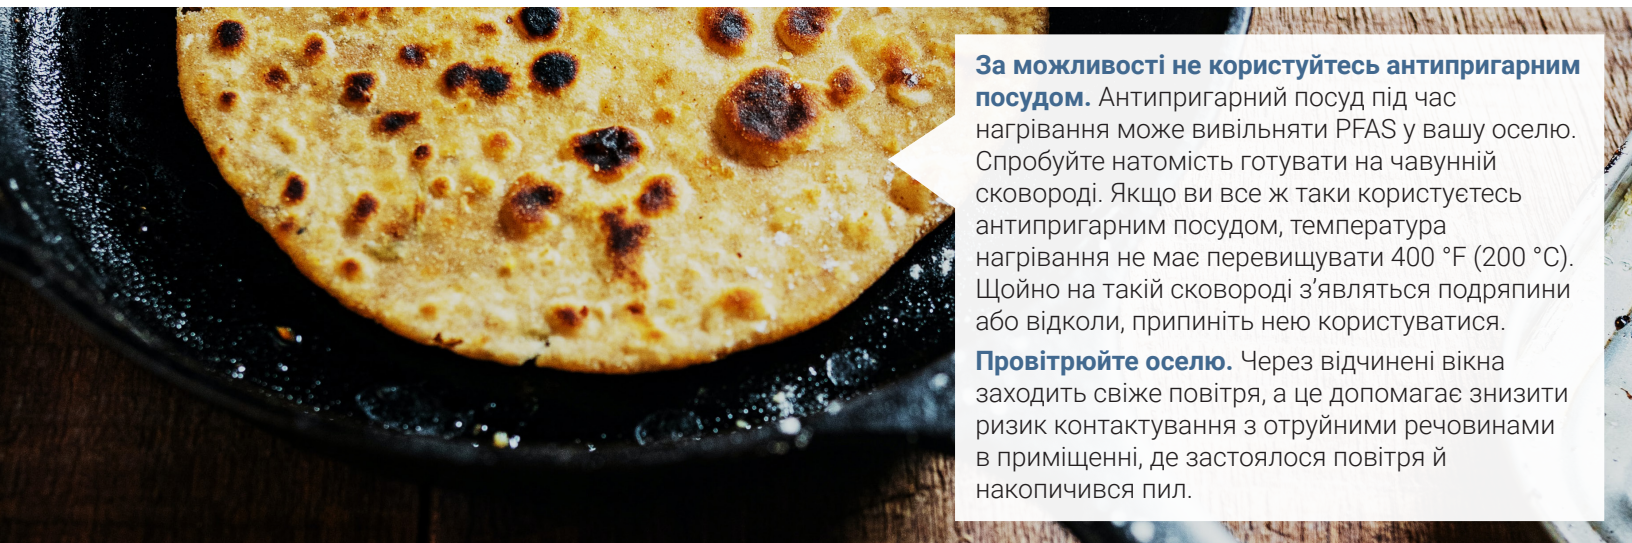 За можливості не користуйтесь антипригарним
посудом. Антипригарний посуд під час
нагрівання може вивільняти PFAS у вашу оселю.
Спробуйте натомість готувати на чавунній
сковороді. Якщо ви все ж таки користуєтесь
антипригарним посудом, температура
нагрівання не має перевищувати 400 °F (200 °C).
Щойно на такій сковороді з’являться подряпини
або відколи, припиніть нею користуватися.
Провітрюйте оселю. Через відчинені вікна
заходить свіже повітря, а це допомагає знизити
ризик контактування з отруйними речовинами
в приміщенні, де застоялося повітря й
накопичився пил.